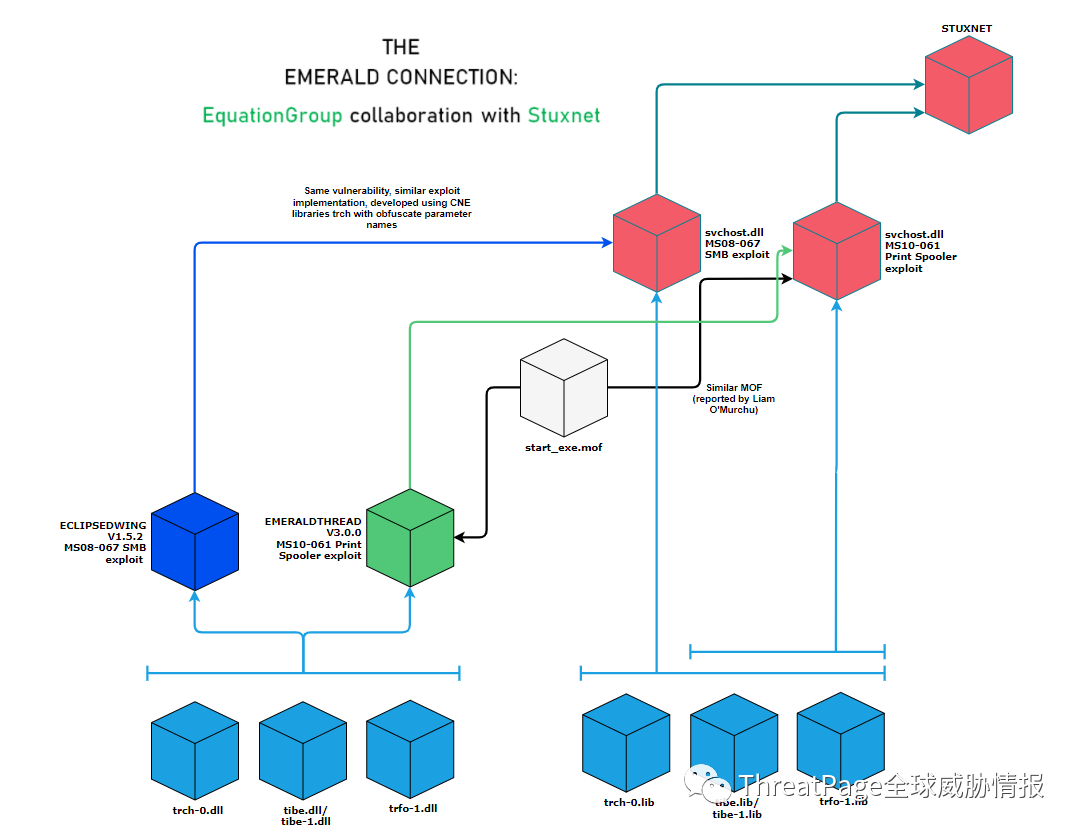 STUXNET
THE
EMERALD CONNECTION:
EquationGroup collaboration with Stuxnet
Same vulnerability, similar exploit
implementation, developed using CNE
libraries trch with obfuscate parameter
names
svchost.dll
MS08-067
SMB exploit
svchost.dll
MS10-061
Print Spooler
exploit
Similar MOF
(reported by Liam
O'Murchu)
start_exe.mof
ECLIPSEDWING
V1.5.2
MS08-067 SMB
exploit
EMERALDTHREAD
V3.0.0
MS10-061 Print
Spooler exploit
trch-0.dll
tibe.dll/
tibe-1.dll
trfo-1.dll
trch-0.lib
tibe.lib/
tibe-1.lib
trfo-1.lib
ThreatPage全球威胁情报